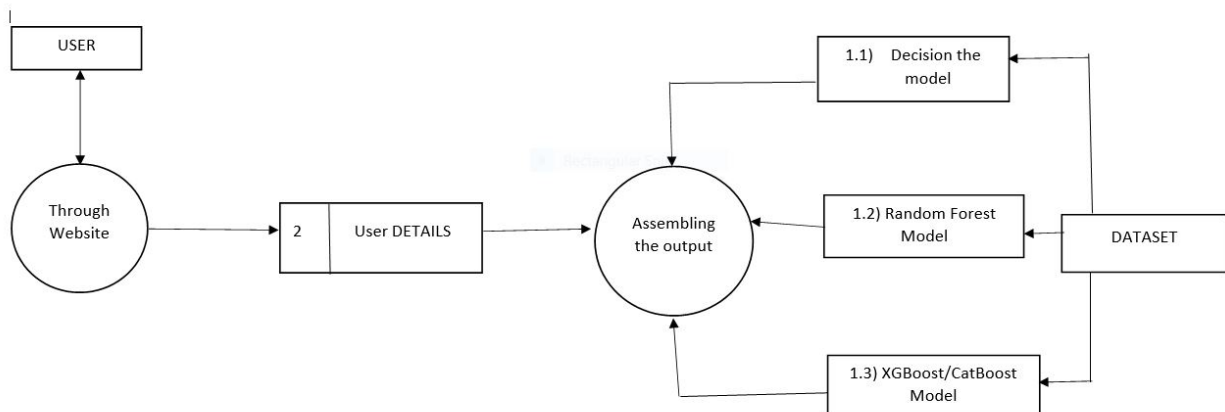 USER
1.1) Decision the
model
Through
Website
2 User DETAILS
Assembling
the output
1.2) Random Forest
Model
DATASET
1.3) XGBoost/CatBoost
Model